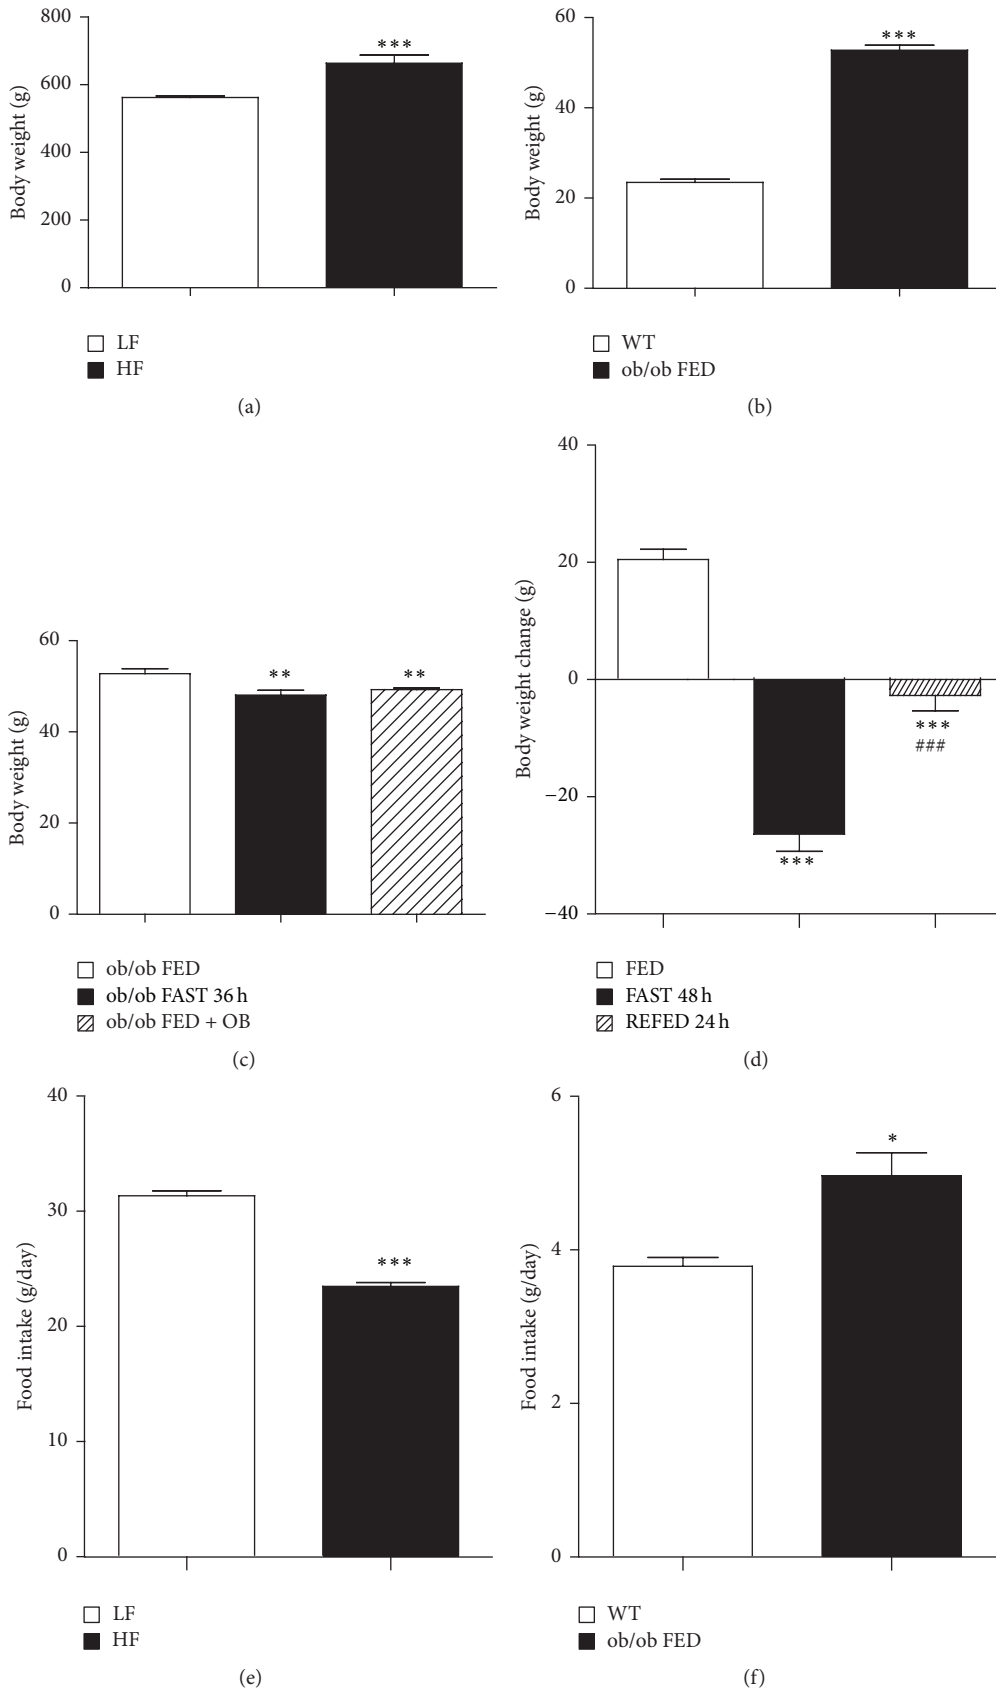 800
600
400
200
0
Body weight (g)
***
LF
HF
(a)
60
40
20
0
Body weight (g)
***
WT
ob/ob FED
(b)
60
40
20
0
Body weight (g)
**
**
ob/ob FED
ob/ob FAST 36 h
ob/ob FED + OB
(c)
40
20
0
−20
−40
Body weight change (g)
***
***
###
FED
FAST 48 h
REFED 24 h
(d)
40
30
20
10
0
Food intake (g/day)
***
LF
HF
(e)
6
4
2
0
Food intake (g/day)
*
WT
ob/ob FED
(f)